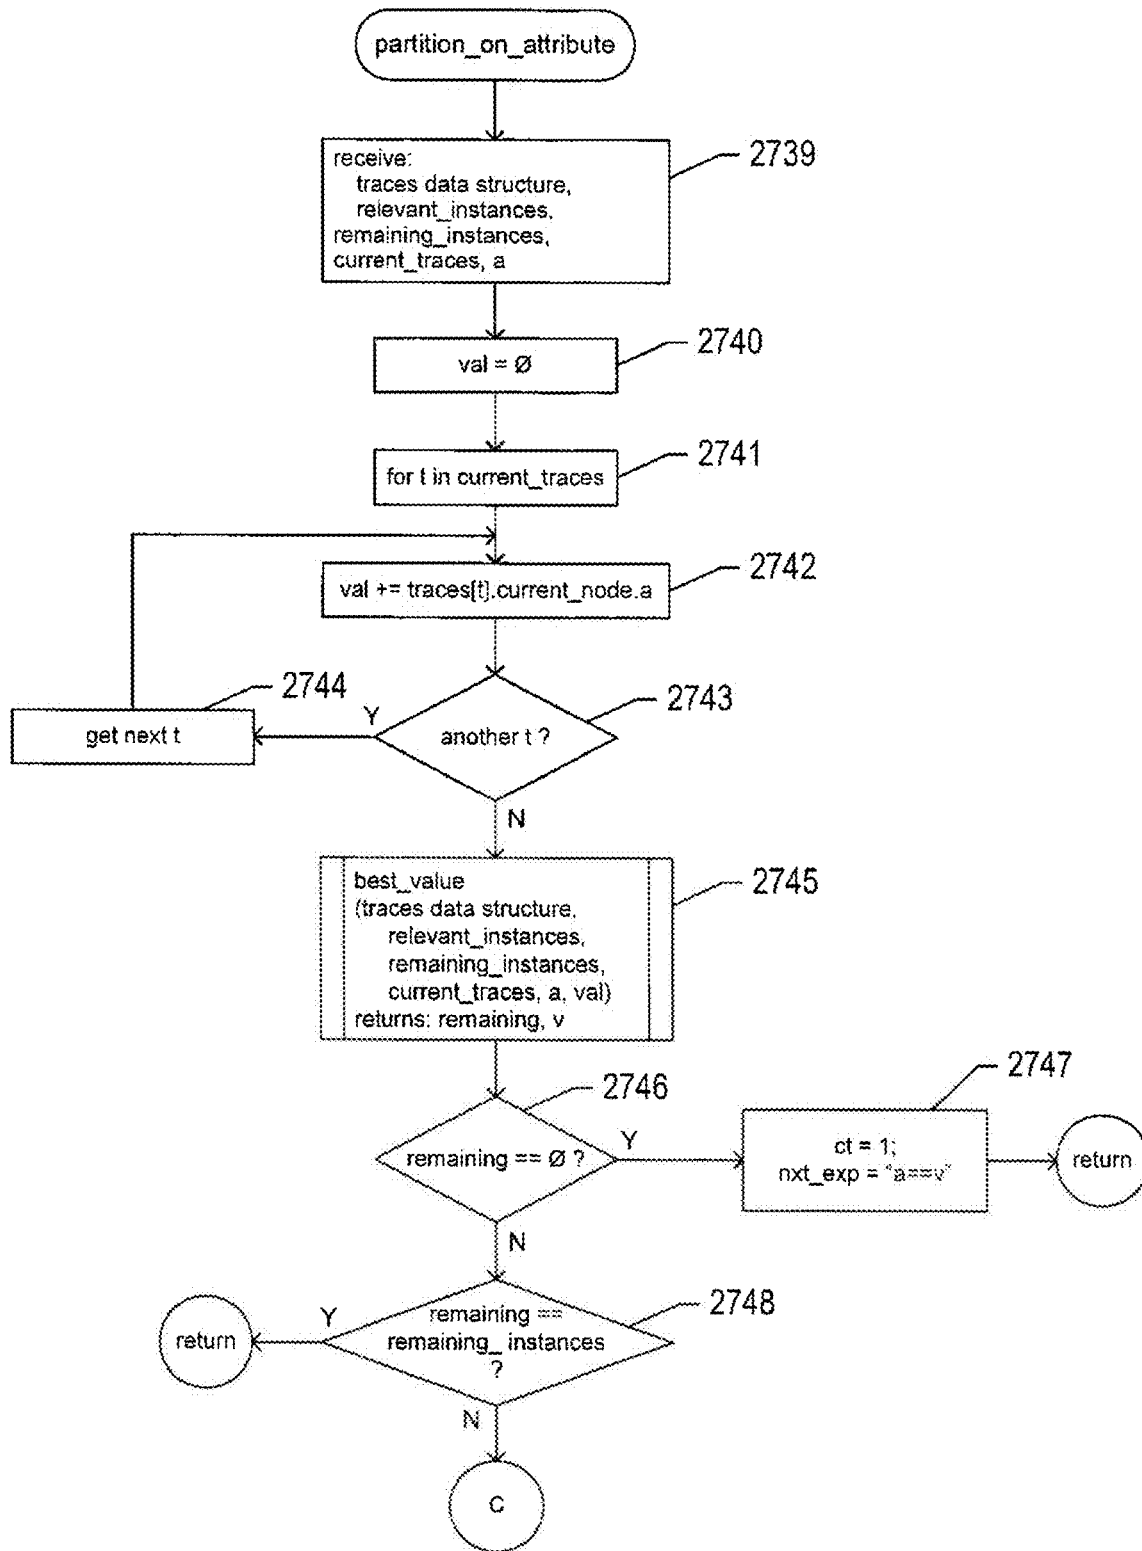 partition_on_attribute
2739
receive:
traces data structure,
relevant_instances,
remaining_instances,
current_traces, a
2740
val = Ø
2741
for t in current_traces
2742
val += traces[t].current_node.a
2744
get next t
Y
2743
another t ?
N
2745
best_value
(traces data structure,
relevant_instances,
remaining_instances,
current_traces, a, val)
returns: remaining, v
2746
remaining == Ø ?
Y
2747
ct = 1;
nxt_exp = "a==v"
return
N
2748
remaining ==
remaining_ instances
?
Y
return
N
C